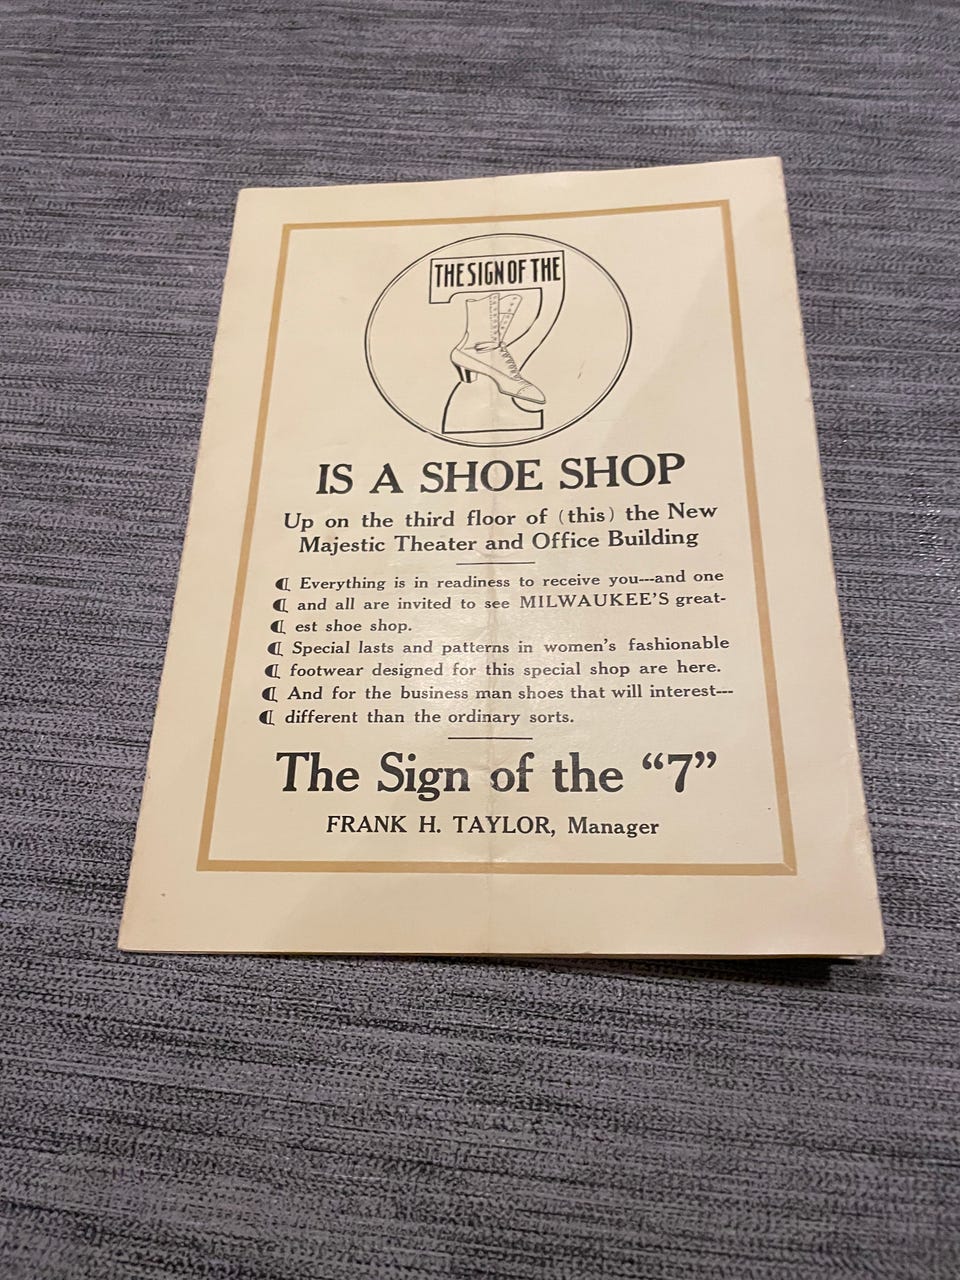 THE SIGN OF THE
7
IS A SHOE SHOP
Up on the third floor of (this) the New
Majestic Theater and Office Building
¶ Everything is in readiness to receive you---and one
¶ and all are invited to see MILWAUKEE'S great-
¶ est shoe shop.
¶ Special lasts and patterns in women's fashionable
¶ footwear designed for this special shop are here.
¶ And for the business man shoes that will interest---
¶ different than the ordinary sorts.
The Sign of the "7"
FRANK H. TAYLOR, Manager